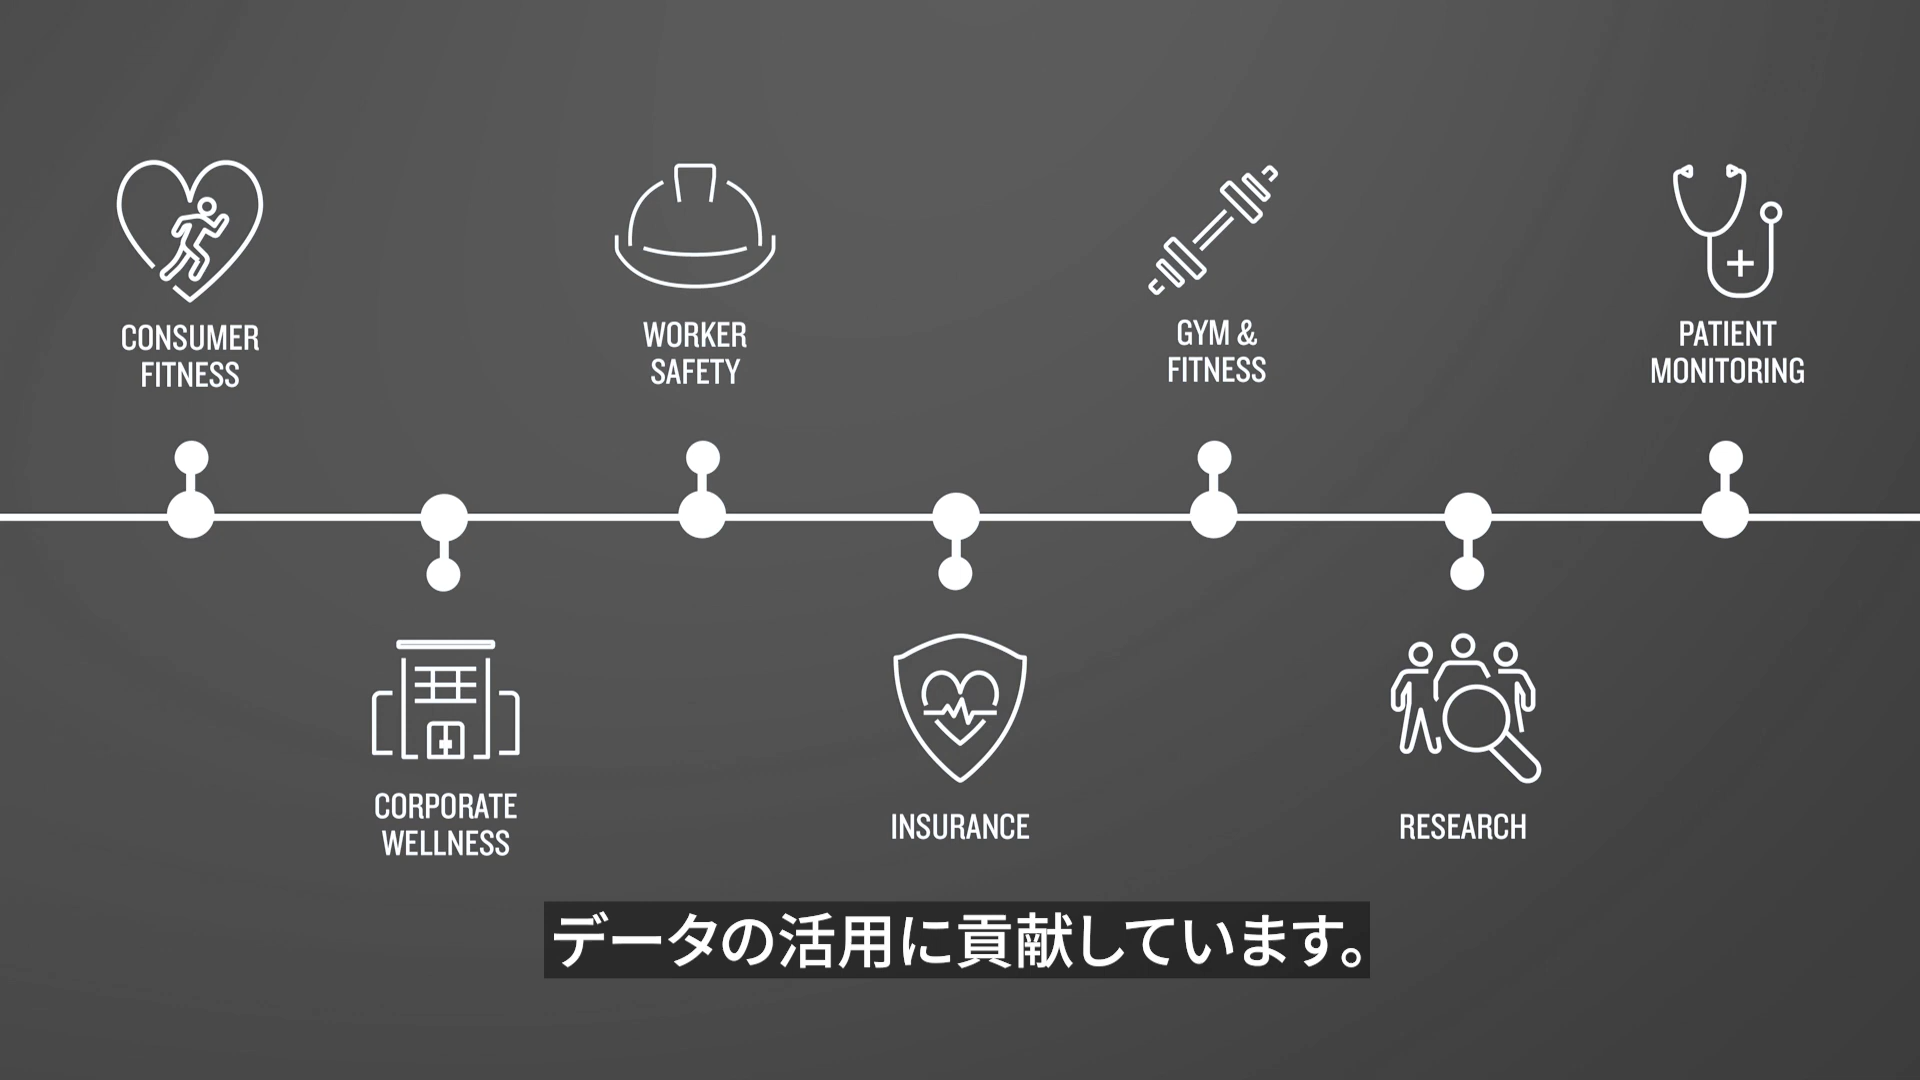 CONSUMER
FITNESS
WORKER
SAFETY
GYM &
FITNESS
PATIENT
MONITORING
CORPORATE
WELLNESS
INSURANCE
RESEARCH
データの活用に貢献しています。